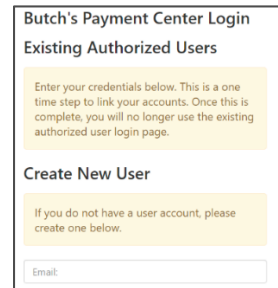 Butch's Payment Center Login
Existing Authorized Users
Enter your credentials below. This is a one
time step to link your accounts. Once this is
complete, you will no longer use the existing
authorized user login page.
Create New User
If you do not have a user account, please
create one below.
Email: